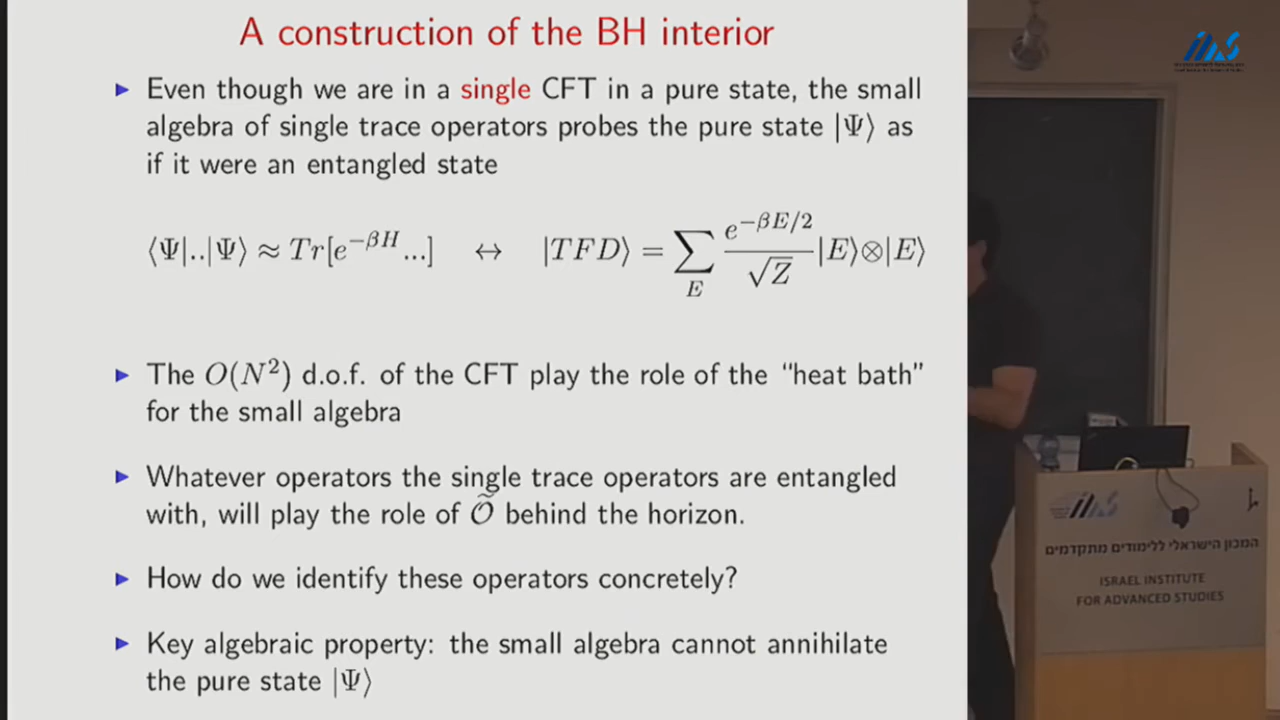 A construction of the BH interior
▶ Even though we are in a single CFT in a pure state, the small
algebra of single trace operators probes the pure state |Ψ⟩ as
if it were an entangled state
⟨Ψ|..|Ψ⟩ ≈ Tr[e^{−βH}...] ↔ |TFD⟩ = ∑_E e^{−βE/2}/√Z |E⟩⊗|E⟩
▶ The O(N²) d.o.f. of the CFT play the role of the “heat bath”
for the small algebra
▶ Whatever operators the single trace operators are entangled
with, will play the role of Õ behind the horizon.
▶ How do we identify these operators concretely?
▶ Key algebraic property: the small algebra cannot annihilate
the pure state |Ψ⟩
המכון הישראלי ללימודים מתקדמים
ISRAEL INSTITUTE
FOR ADVANCED STUDIES